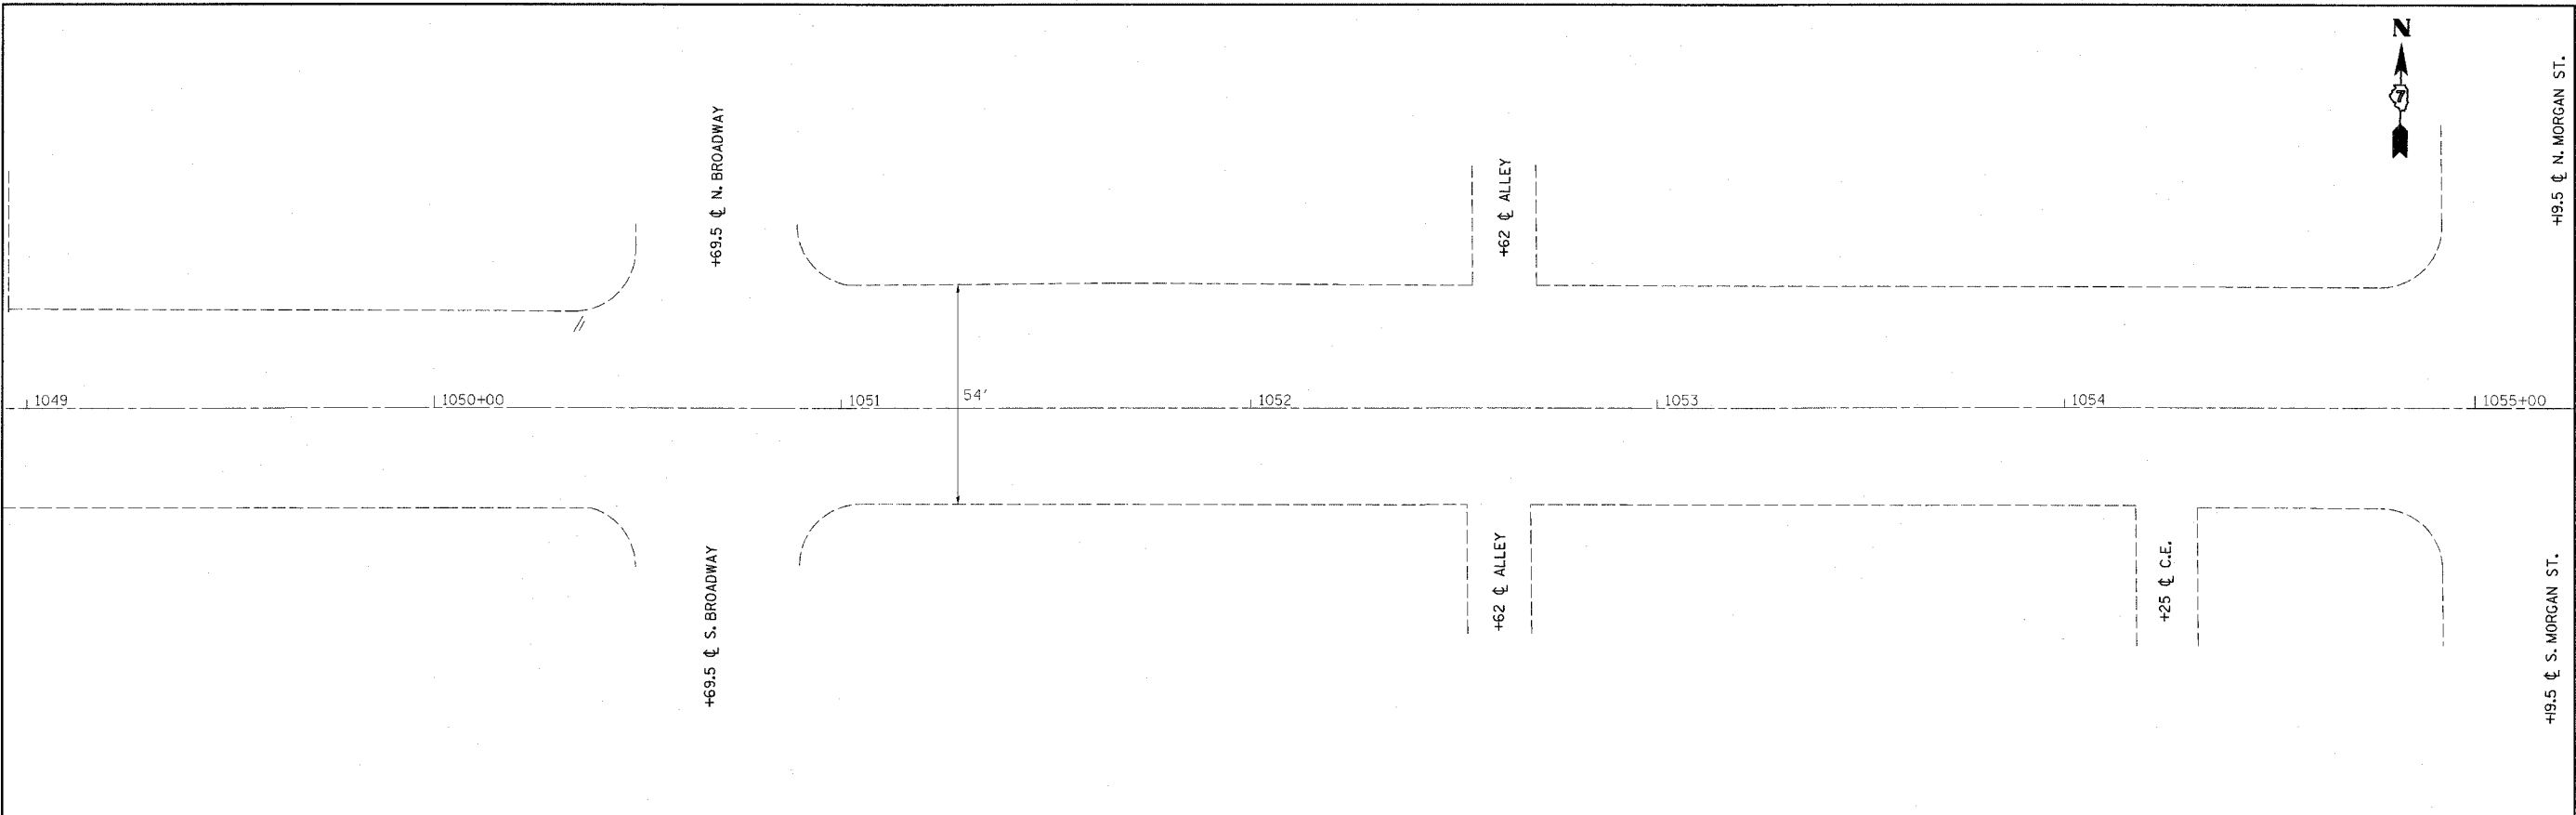 N
7
+69.5 ℄ N. BROADWAY
+62 ℄ ALLEY
+19.5 ℄ N. MORGAN ST.
54'
1049
1050+00
1051
1052
1053
1054
1055+00
+69.5 ℄ S. BROADWAY
+62 ℄ ALLEY
+25 ℄ C.E.
+19.5 ℄ S. MORGAN ST.